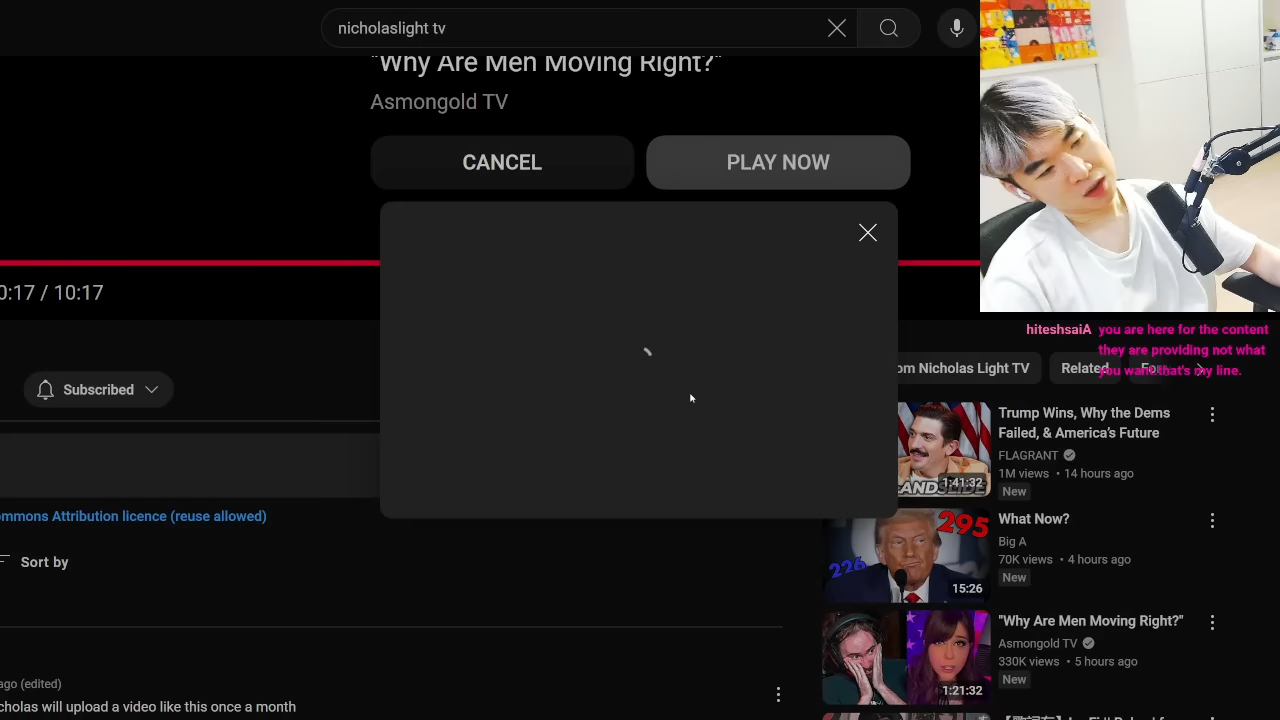 nicholaslight tv
"Why Are Men Moving Right?"
Asmongold TV
CANCEL
PLAY NOW
0:17 / 10:17
hiteshsaiA you are here for the content
they are providing not what
you want that's my line.
Subscribed
om Nicholas Light TV
Related
Trump Wins, Why the Dems
Failed, & America's Future
FLAGRANT
1M views • 14 hours ago
New
ANDSLIDE
1:41:32
ommons Attribution licence (reuse allowed)
What Now?
Big A
70K views • 4 hours ago
New
295
226
15:26
Sort by
"Why Are Men Moving Right?"
Asmongold TV
330K views • 5 hours ago
New
1:21:32
ago (edited)
cholas will upload a video like this once a month